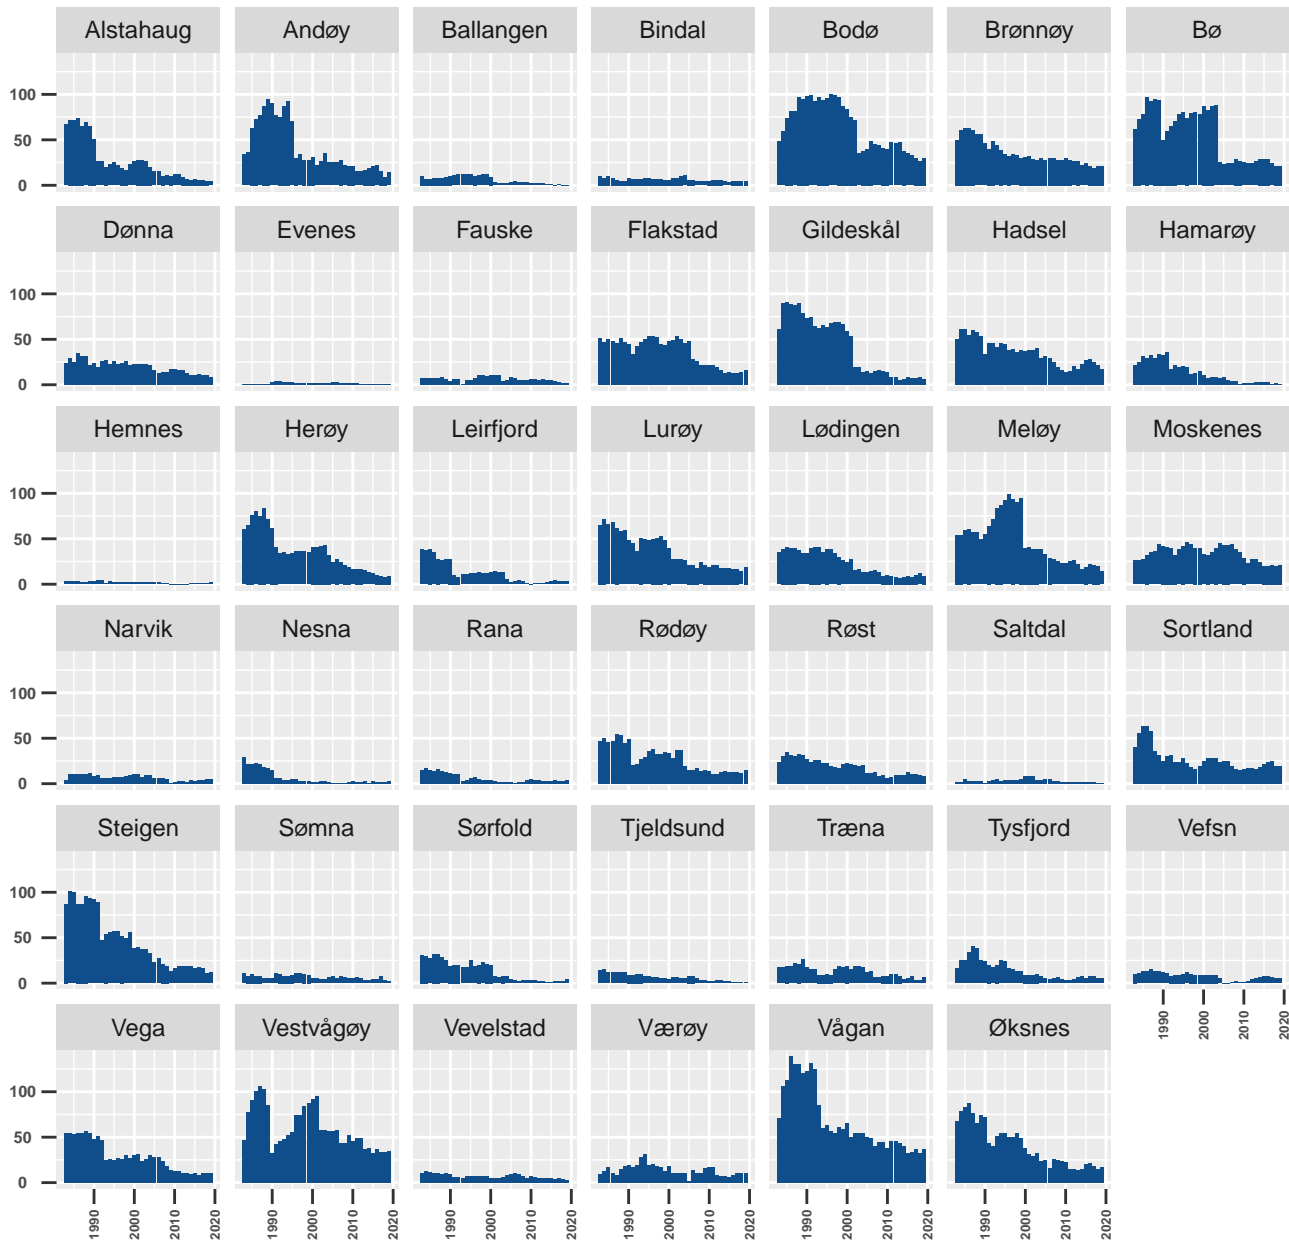 Alstahaug Andøy Ballangen Bindal Bodø Brønnøy Bø
100
50
0
Dønna Evenes Fauske Flakstad Gildeskål Hadsel Hamarøy
100
50
0
Hemnes Herøy Leirfjord Lurøy Lødingen Meløy Moskenes
100
50
0
Narvik Nesna Rana Rødøy Røst Saltdal Sortland
100
50
0
Steigen Sømna Sørfold Tjeldsund Træna Tysfjord Vefsn
100
50
0
1990 2000 2010 2020
Vega Vestvågøy Vevelstad Værøy Vågan Øksnes
100
50
0
1990 2000 2010 2020 1990 2000 2010 2020 1990 2000 2010 2020 1990 2000 2010 2020 1990 2000 2010 2020 1990 2000 2010 2020